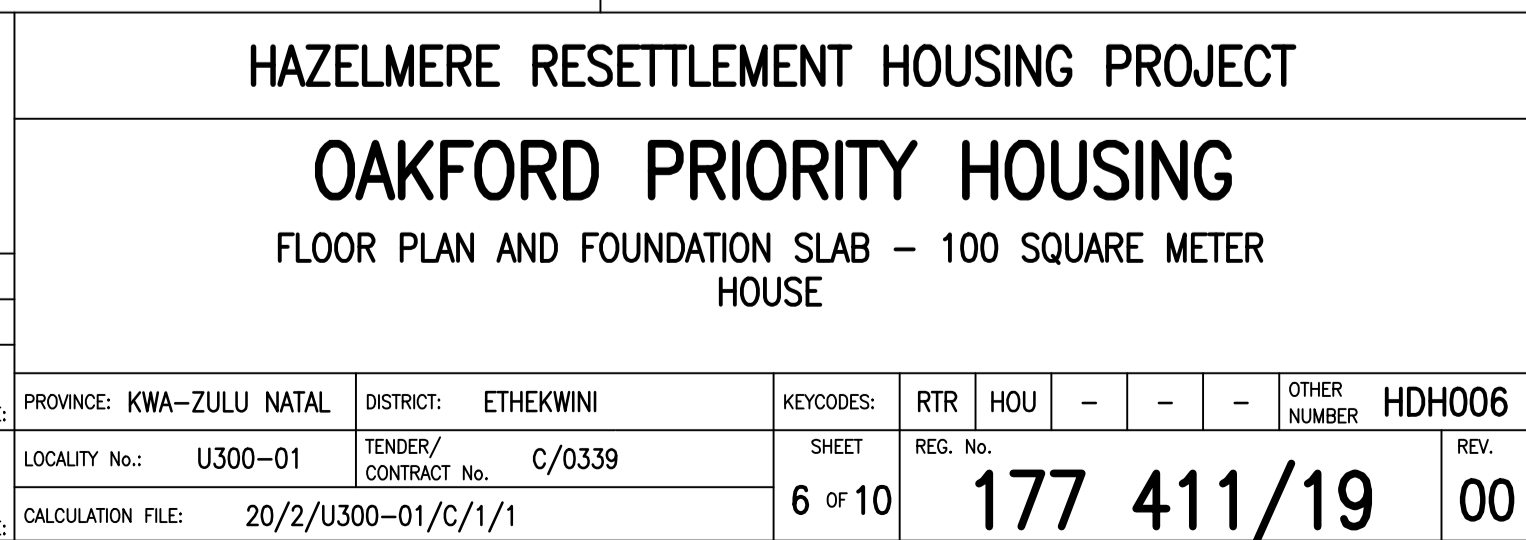 HAZELMERE RESETTLEMENT HOUSING PROJECT
OAKFORD PRIORITY HOUSING
FLOOR PLAN AND FOUNDATION SLAB – 100 SQUARE METER
HOUSE
PROVINCE: KWA–ZULU NATAL DISTRICT: ETHEKWINI KEYCODES: RTR HOU – – – OTHER NUMBER HDH006
LOCALITY No.: U300–01 TENDER/ CONTRACT No. C/0339 SHEET 6 OF 10 REG. No. 177 411/19 REV. 00
CALCULATION FILE: 20/2/U300–01/C/1/1